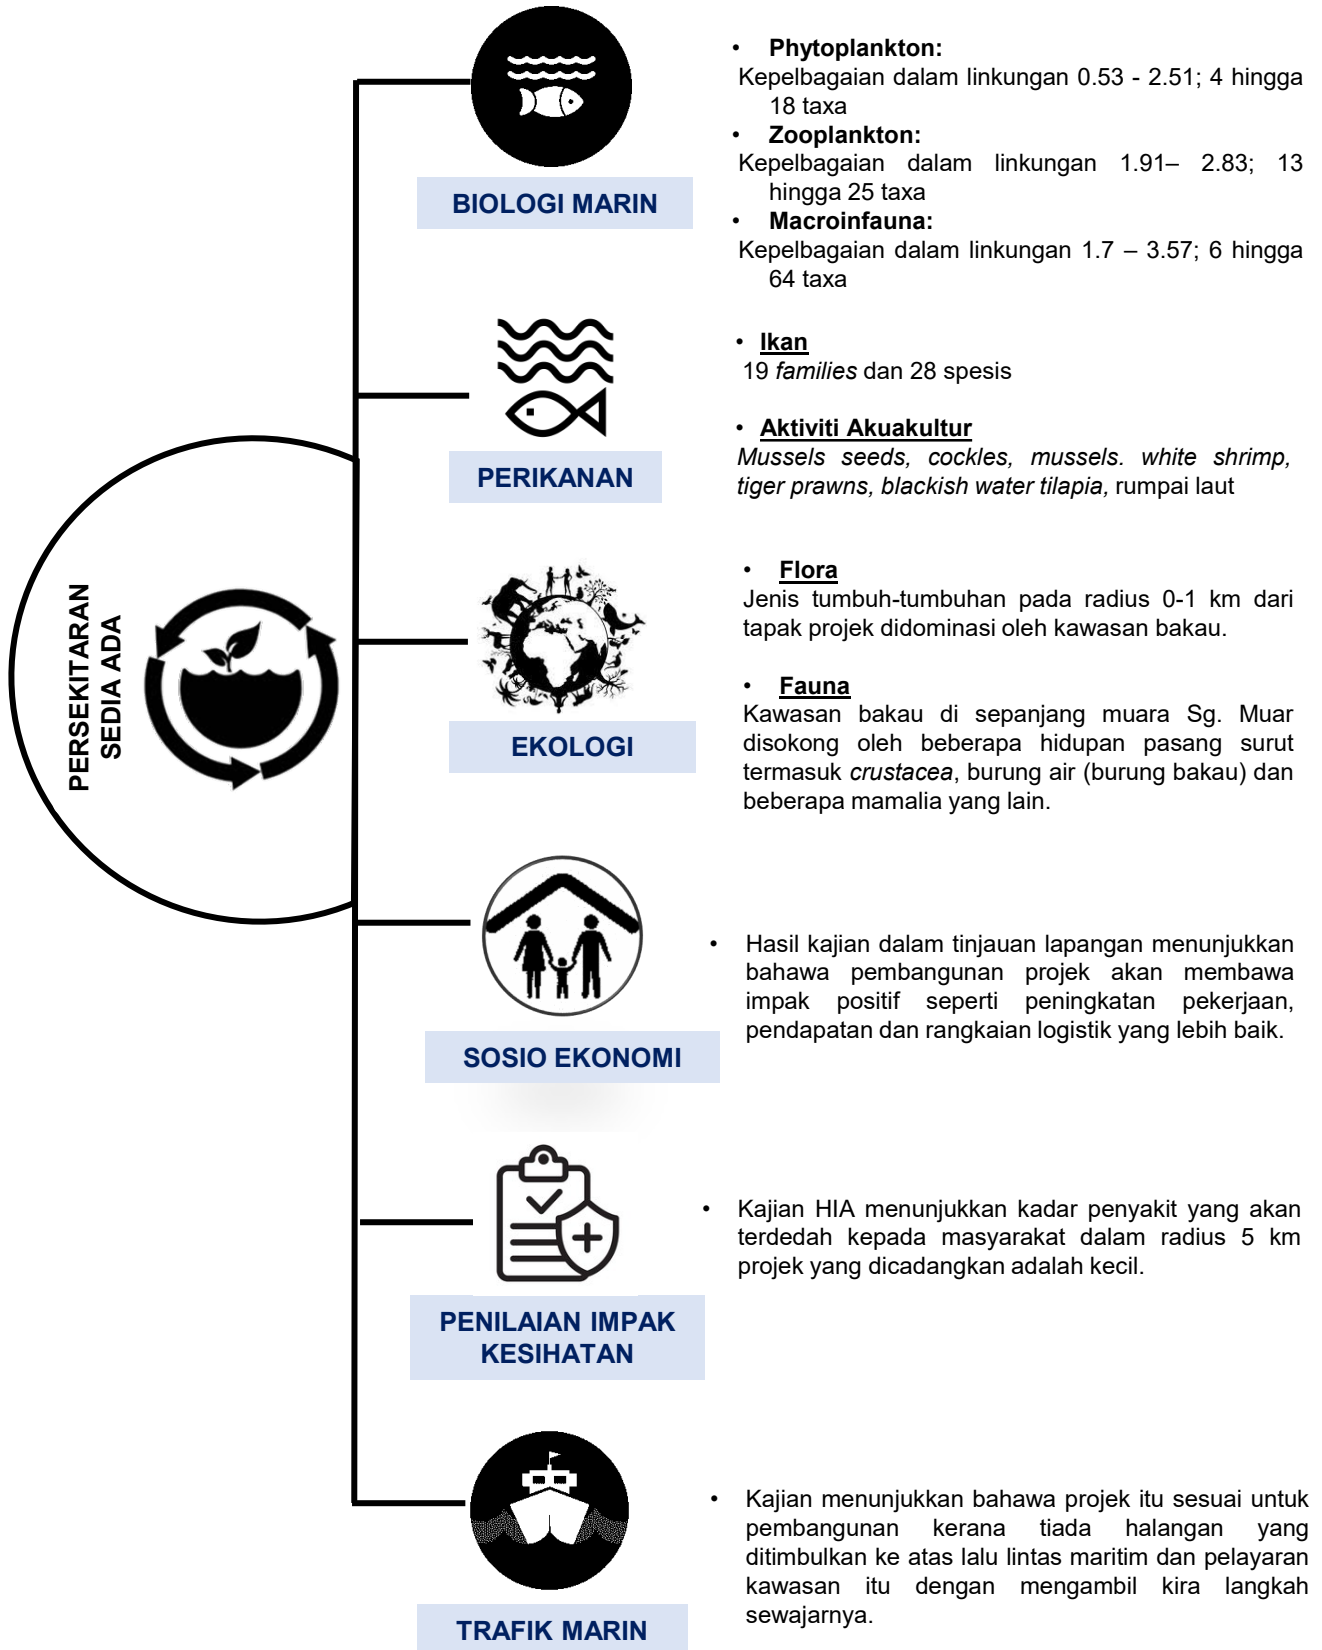 PERSEKITARAN
SEDIA ADA
BIOLOGI MARIN
• Phytoplankton:
Kepelbagaian dalam linkungan 0.53 - 2.51; 4 hingga
18 taxa
• Zooplankton:
Kepelbagaian dalam linkungan 1.91– 2.83; 13
hingga 25 taxa
• Macroinfauna:
Kepelbagaian dalam linkungan 1.7 – 3.57; 6 hingga
64 taxa
PERIKANAN
• Ikan
19 families dan 28 spesis
• Aktiviti Akuakultur
Mussels seeds, cockles, mussels. white shrimp,
tiger prawns, blackish water tilapia, rumpai laut
EKOLOGI
• Flora
Jenis tumbuh-tumbuhan pada radius 0-1 km dari
tapak projek didominasi oleh kawasan bakau.
• Fauna
Kawasan bakau di sepanjang muara Sg. Muar
disokong oleh beberapa hidupan pasang surut
termasuk crustacea, burung air (burung bakau) dan
beberapa mamalia yang lain.
SOSIO EKONOMI
• Hasil kajian dalam tinjauan lapangan menunjukkan
bahawa pembangunan projek akan membawa
impak positif seperti peningkatan pekerjaan,
pendapatan dan rangkaian logistik yang lebih baik.
PENILAIAN IMPAK
KESIHATAN
• Kajian HIA menunjukkan kadar penyakit yang akan
terdedah kepada masyarakat dalam radius 5 km
projek yang dicadangkan adalah kecil.
TRAFIK MARIN
• Kajian menunjukkan bahawa projek itu sesuai untuk
pembangunan kerana tiada halangan yang
ditimbulkan ke atas lalu lintas maritim dan pelayaran
kawasan itu dengan mengambil kira langkah
sewajarnya.